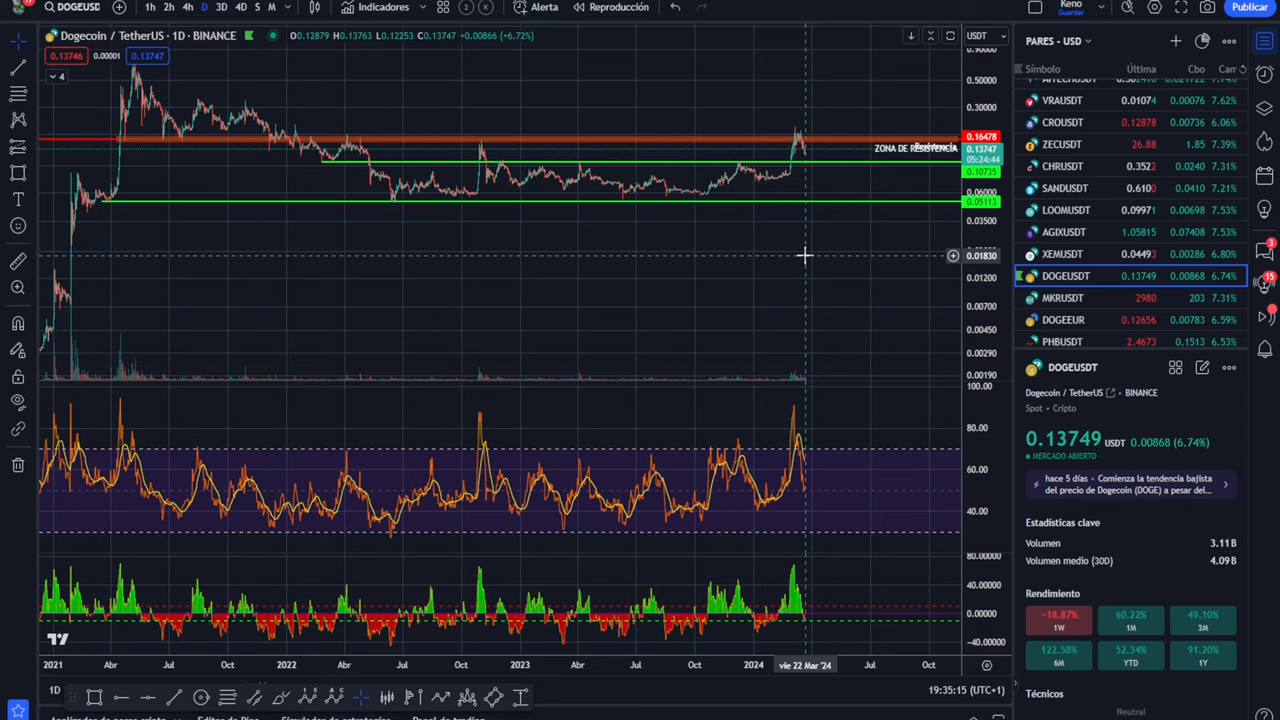 DOGEUSD
1h 2h 4h D 3D 4D S M
Indicadores
2
K
Alerta
Reproducción
Keno
Guardar
Publicar
Dogecoin / TetherUS · 1D · BINANCE
O0.12879 H0.13763 L0.12253 C0.13747 +0.00866 (+6.72%)
0.13746 0.00001 0.13747
4
USDT
0.50000
0.30000
0.16478
ZONA DE RESISTENCIA
0.13747
05:24:44
0.10735
0.06000
0.05113
0.03500
0.01830
0.01200
0.00700
0.00450
0.00290
0.00190
100.00
80.00
60.00
40.00
80.00000
40.00000
0.00000
-40.00000
2021 Abr Jul Oct 2022 Abr Jul Oct 2023 Abr Jul Oct 2024 vie 22 Mar '24 Jul Oct
1D
19:35:15 (UTC+1)
PARES - USD
Símbolo Última Cbo Carr
VRAUSDT 0.01074 0.00076 7.62%
CROUSDT 0.12878 0.00736 6.06%
ZECUSDT 26.88 1.85 7.39%
CHRUSDT 0.3522 0.0240 7.31%
SANDUSDT 0.6100 0.0410 7.21%
LOOMUSDT 0.09971 0.00698 7.53%
AGIXUSDT 1.05815 0.07408 7.53%
XEMUSDT 0.04493 0.00286 6.80%
DOGEUSDT 0.13749 0.00868 6.74%
MKRUSDT 2980 203 7.31%
DOGEEUR 0.12656 0.00783 6.59%
PHBUSDT 2.4673 0.1513 6.53%
DOGEUSDT
Dogecoin / TetherUS BINANCE
Spot · Cripto
0.13749 USDT 0.00868 (6.74%)
MERCADO ABIERTO
hace 5 días · Comienza la tendencia bajista
del precio de Dogecoin (DOGE) a pesar del...
Estadísticas clave
Volumen 3.11 B
Volumen medio (30D) 4.09 B
Rendimiento
−18.87% 60.22% 49.10%
1W 1M 3M
122.58% 52.34% 91.20%
6M YTD 1Y
Técnicos
Neutral
3
15